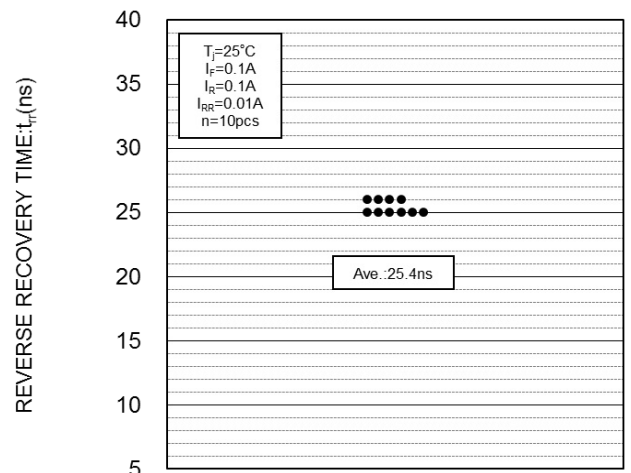 REVERSE RECOVERY TIME:trr(ns)
40
35
30
25
20
15
10
5
Tj=25°C
IF=0.1A
IR=0.1A
IRR=0.01A
n=10pcs
Ave.:25.4ns